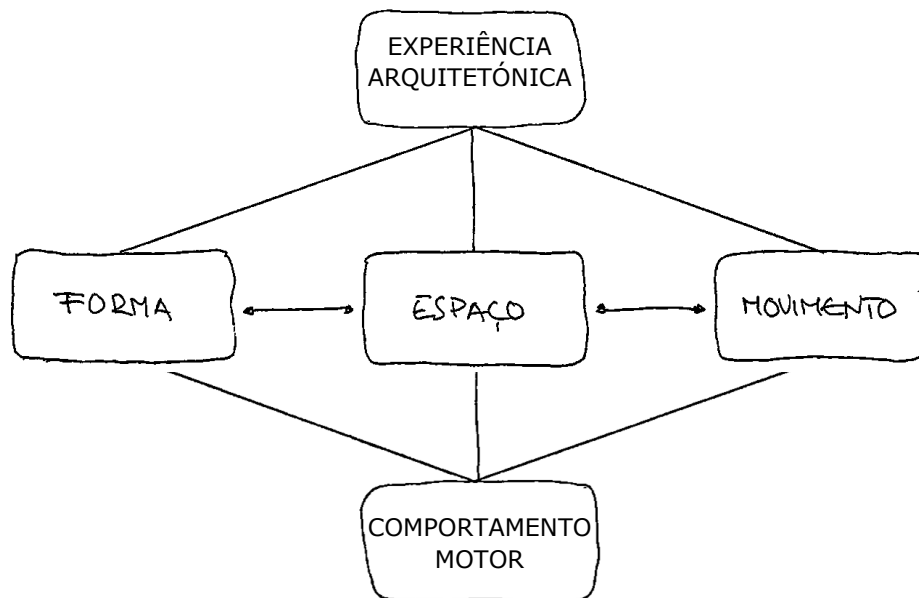 EXPERIÊNCIA
ARQUITETÓNICA
FORMA
ESPAÇO
MOVIMENTO
COMPORTAMENTO
MOTOR